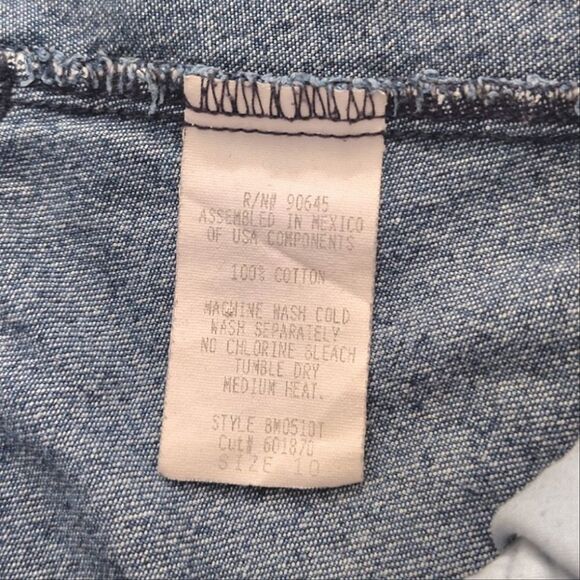 R/N# 90645
ASSEMBLED IN MEXICO
OF USA COMPONENTS
100% COTTON
MACHINE WASH COLD
WASH SEPARATELY
NO CHLORINE BLEACH
TUMBLE DRY
MEDIUM HEAT.
STYLE BM0510T
Cut# 601870
SIZE 10